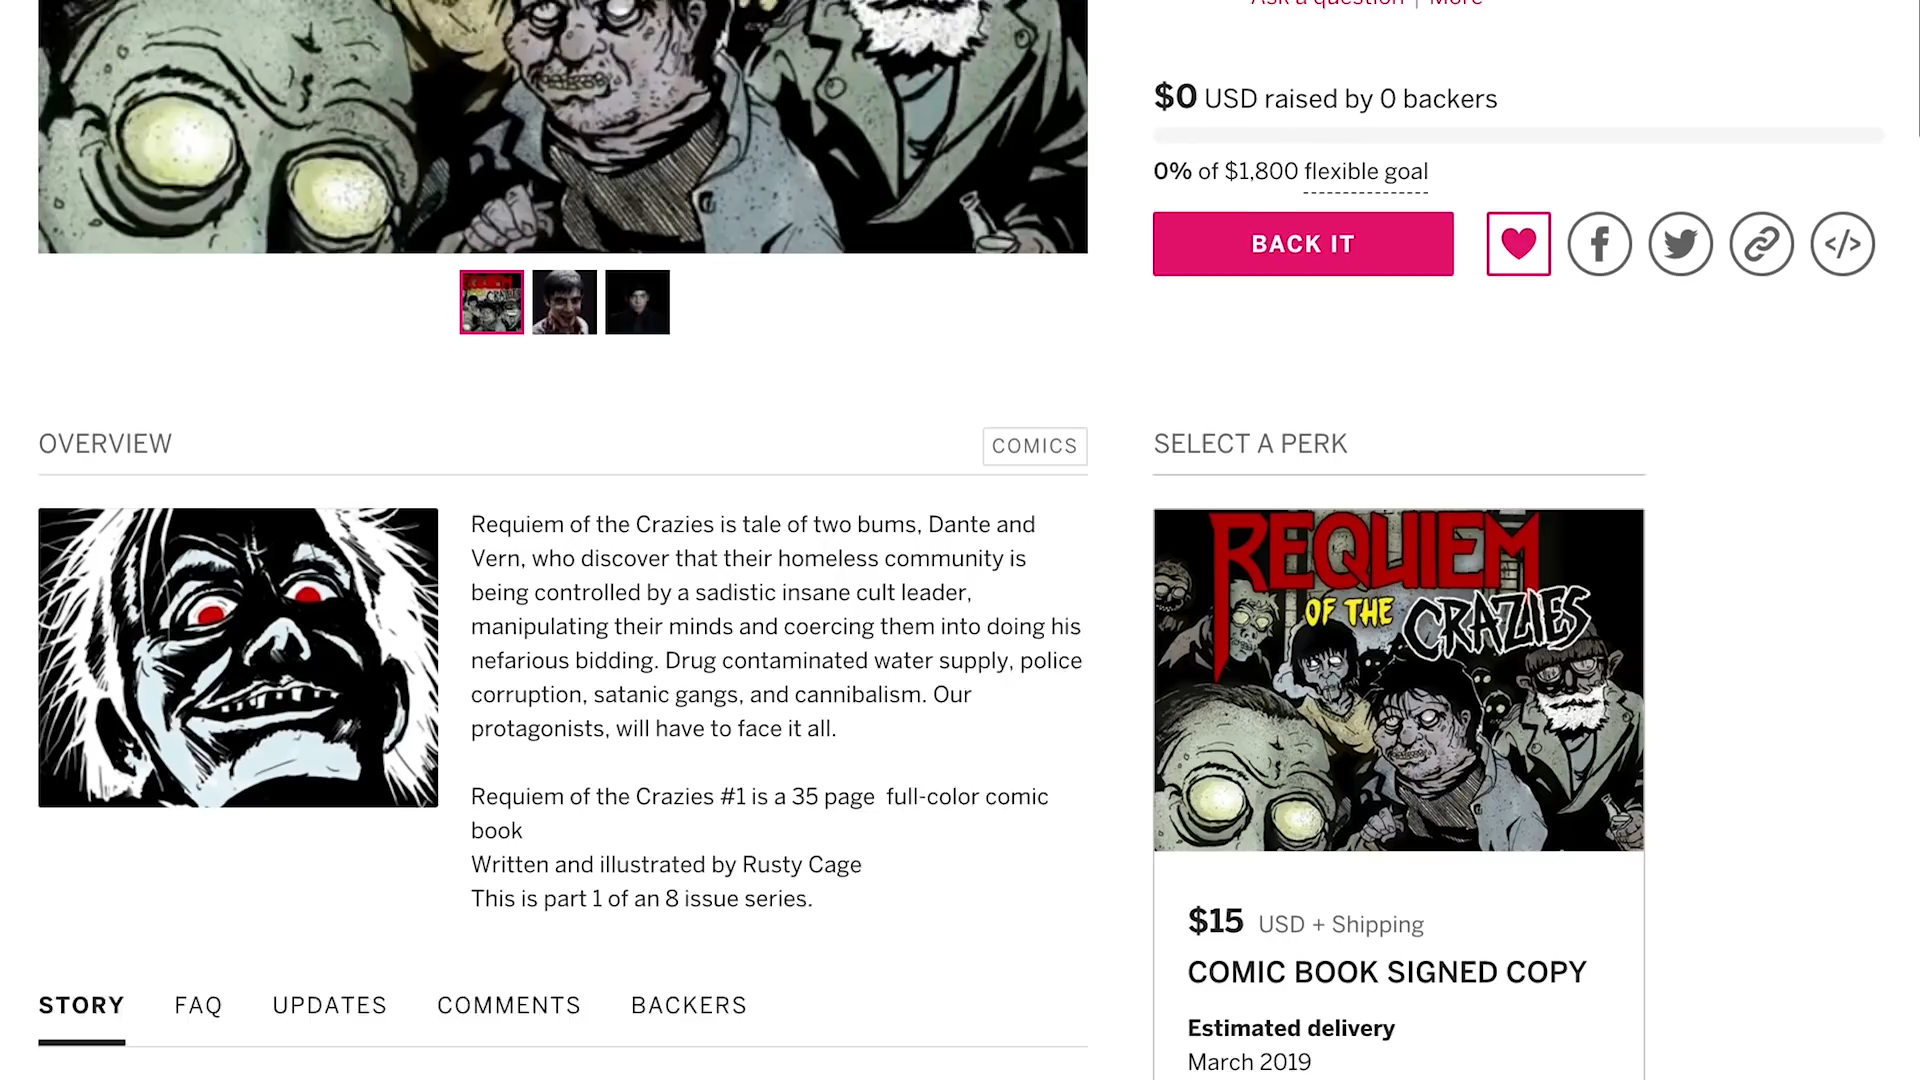 Ask a question | More
$0 USD raised by 0 backers
0% of $1,800 flexible goal
BACK IT
OVERVIEW
COMICS
Requiem of the Crazies is tale of two bums, Dante and
Vern, who discover that their homeless community is
being controlled by a sadistic insane cult leader,
manipulating their minds and coercing them into doing his
nefarious bidding. Drug contaminated water supply, police
corruption, satanic gangs, and cannibalism. Our
protagonists, will have to face it all.
Requiem of the Crazies #1 is a 35 page  full-color comic
book
Written and illustrated by Rusty Cage
This is part 1 of an 8 issue series.
STORY
FAQ
UPDATES
COMMENTS
BACKERS
SELECT A PERK
REQUIEM
OF THE CRAZIES
$15 USD + Shipping
COMIC BOOK SIGNED COPY
Estimated delivery
March 2019